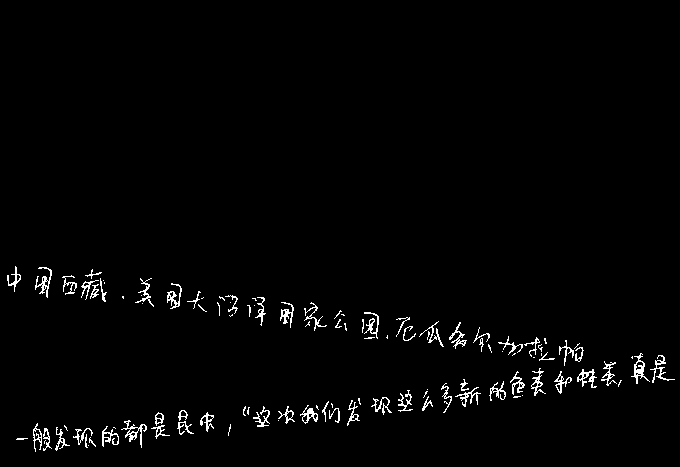 中国西藏、美国大沼泽国家公园、厄瓜多尔加拉帕
一般发现的都是昆虫，“这次我们发现这么多新的鱼类和蛙类，真是